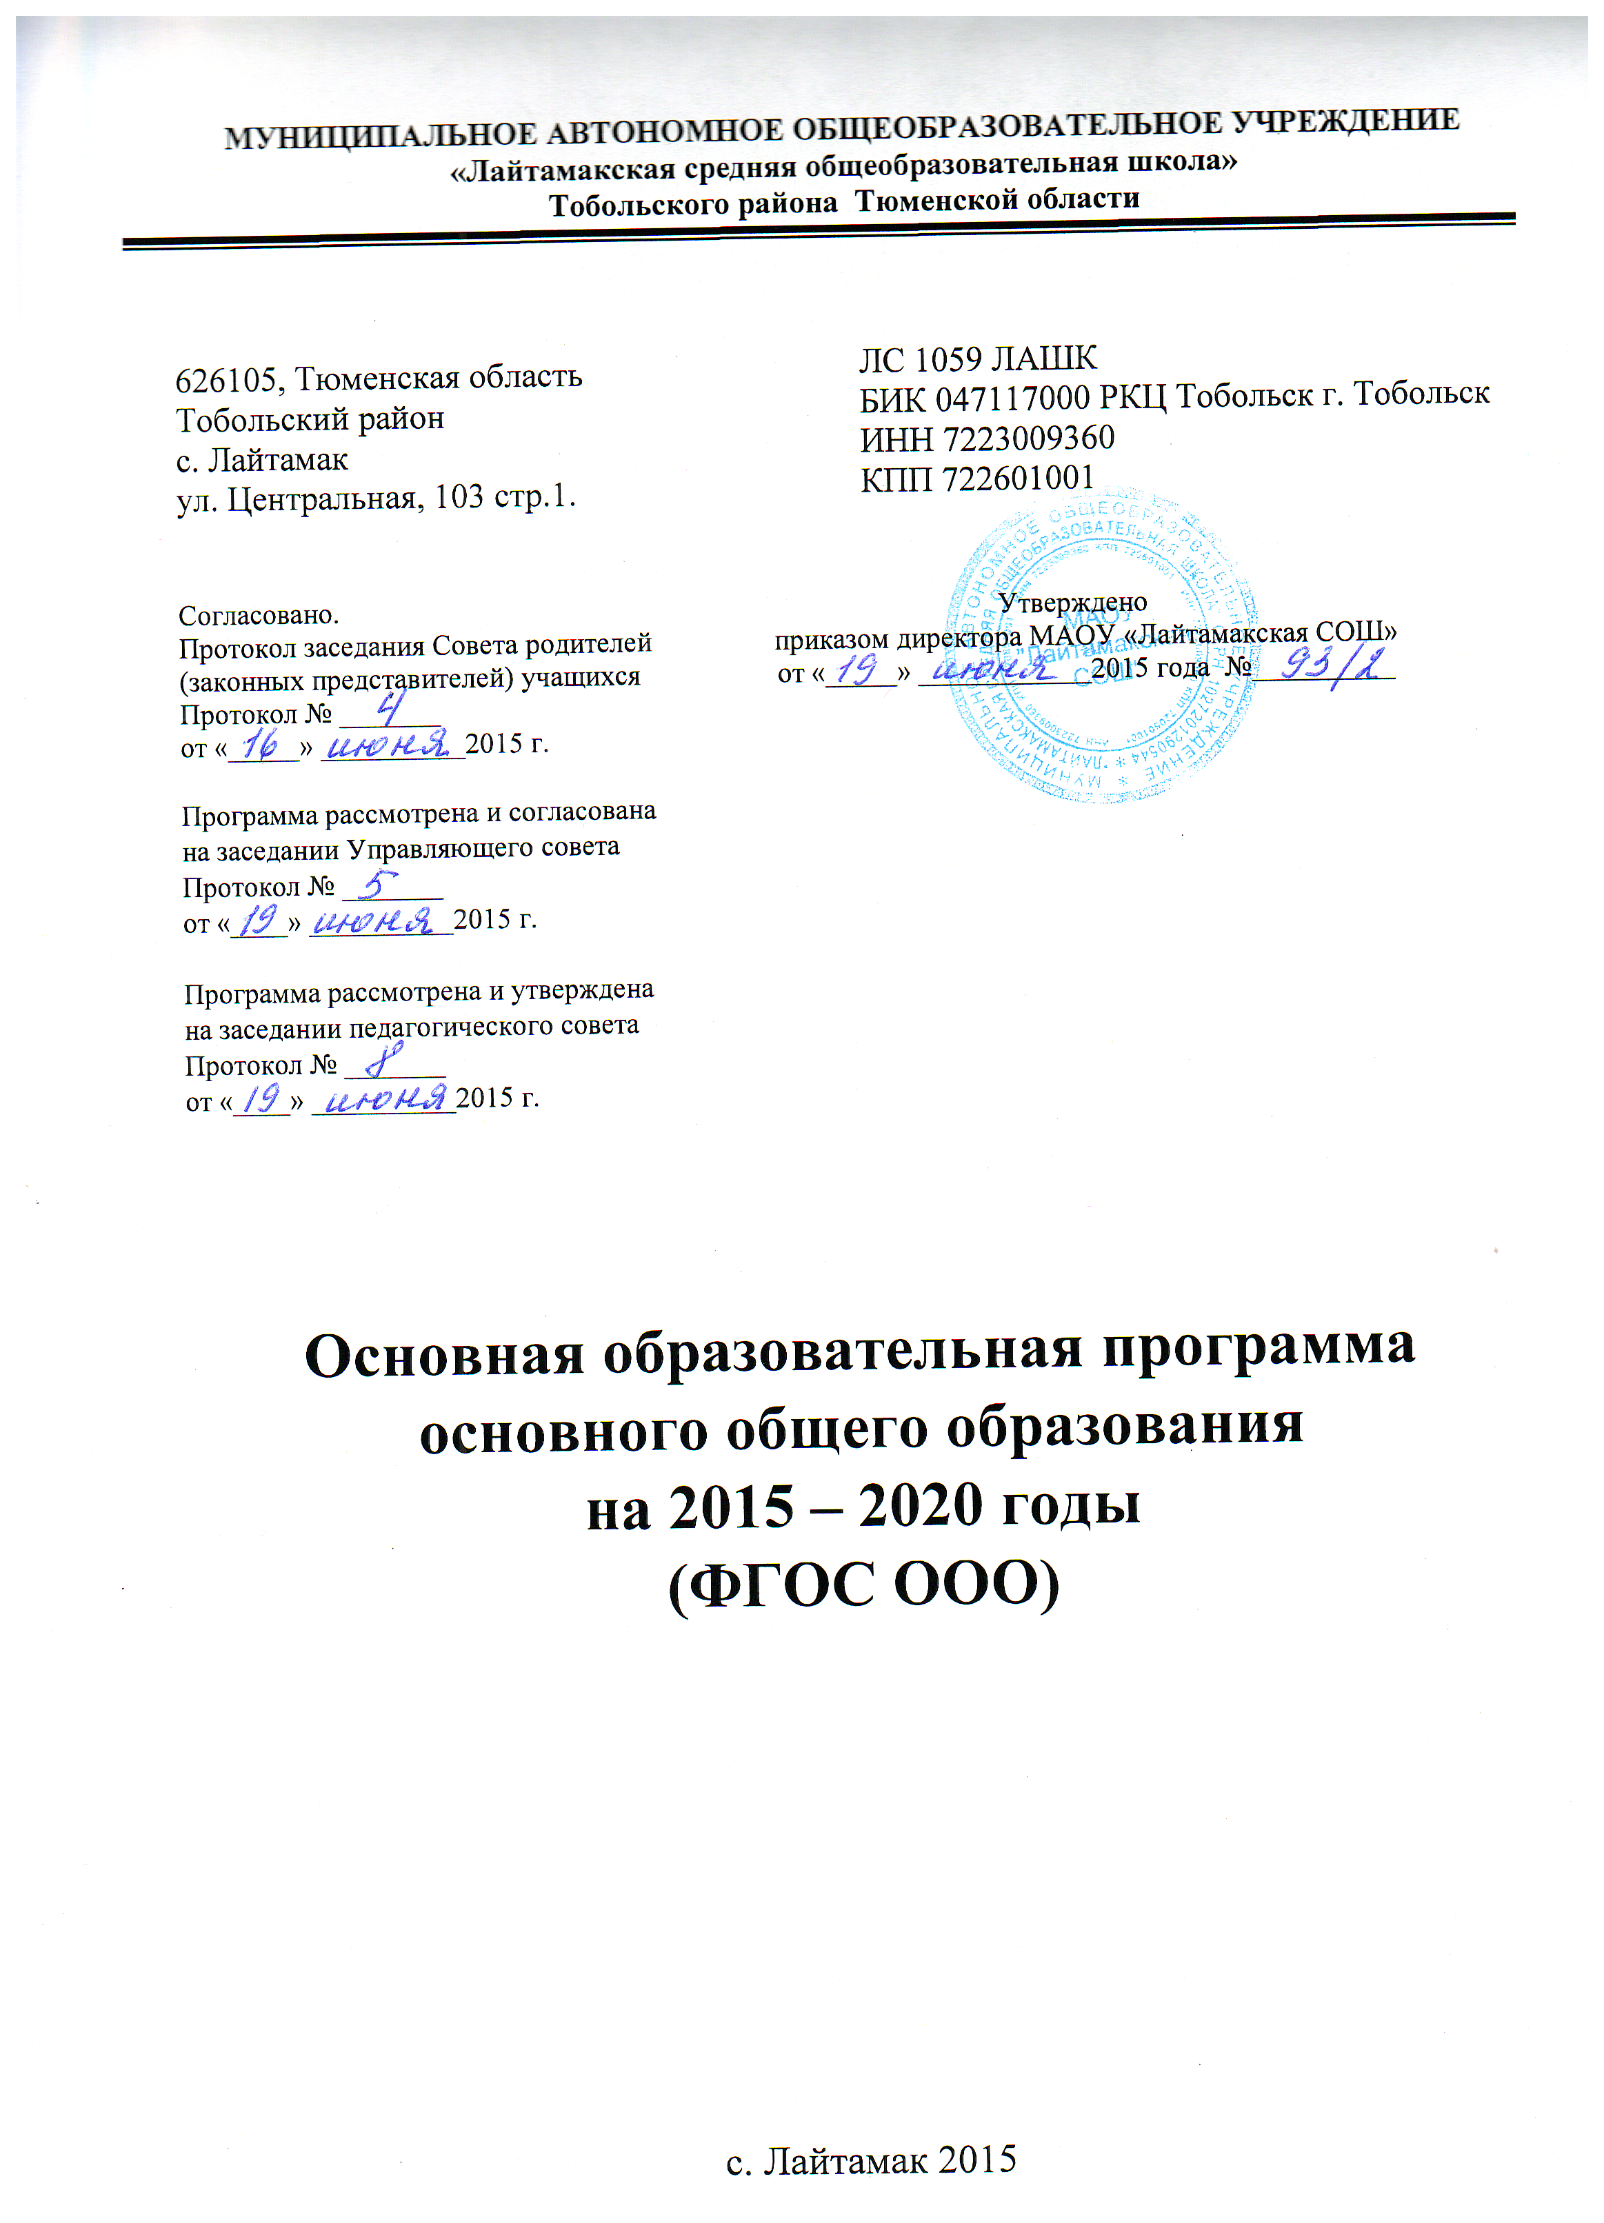 МУНИЦИПАЛЬНОЕ АВТОНОМНОЕ ОБЩЕОБРАЗОВАТЕЛЬНОЕ УЧРЕЖДЕНИЕ
«Лайтамакская средняя общеобразовательная школа»
Тобольского района Тюменской области
626105, Тюменская область
Тобольский район
с. Лайтамак
ул. Центральная, 103 стр.1.
ЛС 1059 ЛАШК
БИК 047117000 РКЦ Тобольск г. Тобольск
ИНН 7223009360
КПП 722601001
Согласовано.
Протокол заседания Совета родителей
(законных представителей) учащихся
Протокол № 4
от «16» июня 2015 г.
Утверждено
приказом директора МАОУ «Лайтамакская СОШ»
от «19» июня 2015 года № 93/2
МАОУ
"Лайтамакская
СОШ"
Программа рассмотрена и согласована
на заседании Управляющего совета
Протокол № 5
от «19» июня 2015 г.
Программа рассмотрена и утверждена
на заседании педагогического совета
Протокол № 8
от «19» июня 2015 г.
Основная образовательная программа
основного общего образования
на 2015 – 2020 годы
(ФГОС ООО)
с. Лайтамак 2015